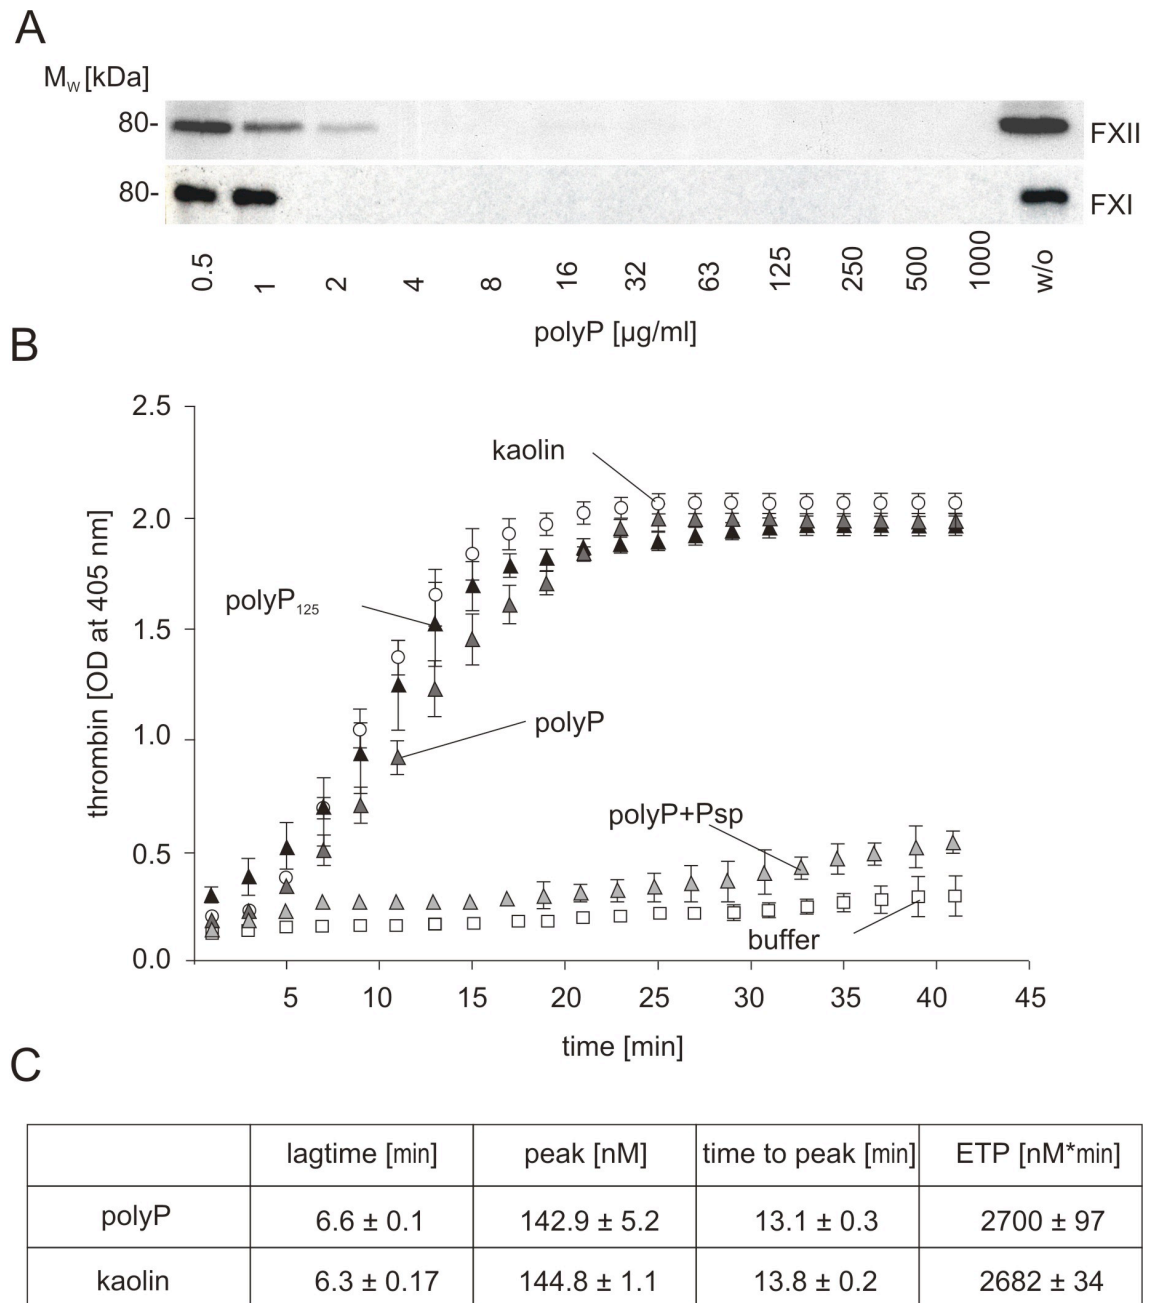 A
Mw [kDa]
80-
FXII
80-
FXI
0.5 1 2 4 8 16 32 63 125 250 500 1000 w/o
polyP [µg/ml]
B
2.5
2.0
1.5
1.0
0.5
0.0
thrombin [OD at 405 nm]
kaolin
polyP125
polyP
polyP+Psp
buffer
5 10 15 20 25 30 35 40 45
time [min]
C
lagtime [min] peak [nM] time to peak [min] ETP [nM*min]
polyP 6.6 ± 0.1 142.9 ± 5.2 13.1 ± 0.3 2700 ± 97
kaolin 6.3 ± 0.17 144.8 ± 1.1 13.8 ± 0.2 2682 ± 34